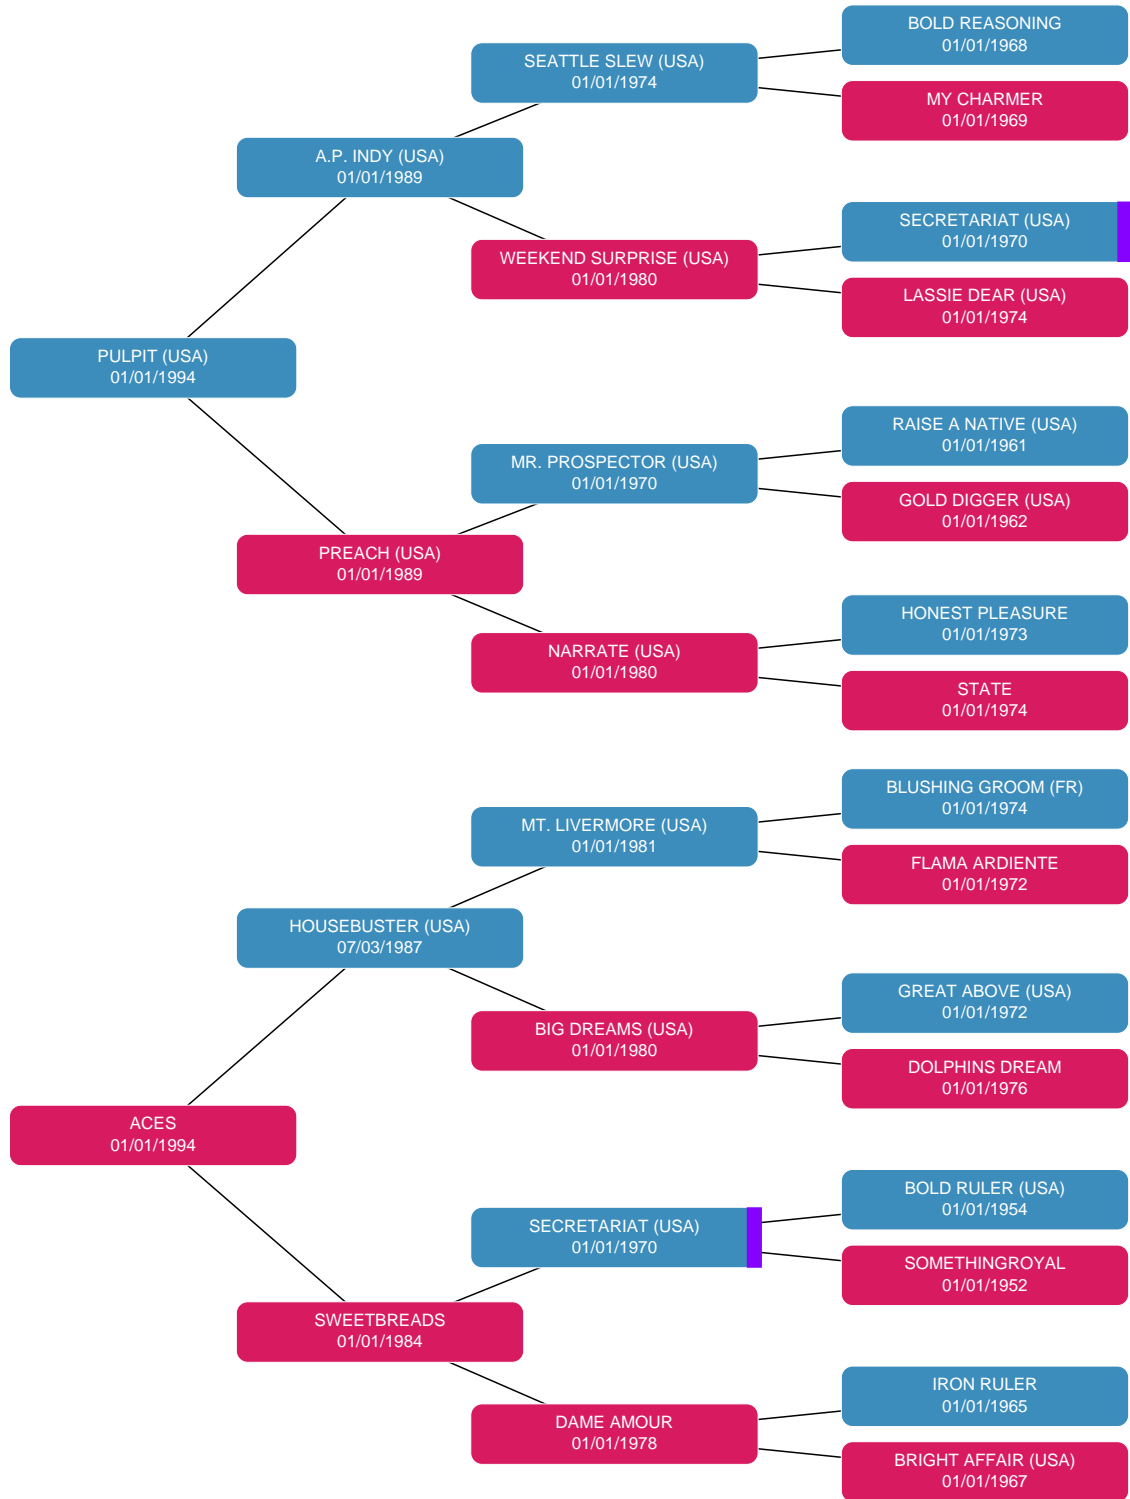 BOLD REASONING
01/01/1968
SEATTLE SLEW (USA)
01/01/1974
MY CHARMER
01/01/1969
A.P. INDY (USA)
01/01/1989
SECRETARIAT (USA)
01/01/1970
WEEKEND SURPRISE (USA)
01/01/1980
LASSIE DEAR (USA)
01/01/1974
PULPIT (USA)
01/01/1994
RAISE A NATIVE (USA)
01/01/1961
MR. PROSPECTOR (USA)
01/01/1970
GOLD DIGGER (USA)
01/01/1962
PREACH (USA)
01/01/1989
HONEST PLEASURE
01/01/1973
NARRATE (USA)
01/01/1980
STATE
01/01/1974
BLUSHING GROOM (FR)
01/01/1974
MT. LIVERMORE (USA)
01/01/1981
FLAMA ARDIENTE
01/01/1972
HOUSEBUSTER (USA)
07/03/1987
GREAT ABOVE (USA)
01/01/1972
BIG DREAMS (USA)
01/01/1980
DOLPHINS DREAM
01/01/1976
ACES
01/01/1994
BOLD RULER (USA)
01/01/1954
SECRETARIAT (USA)
01/01/1970
SOMETHINGROYAL
01/01/1952
SWEETBREADS
01/01/1984
IRON RULER
01/01/1965
DAME AMOUR
01/01/1978
BRIGHT AFFAIR (USA)
01/01/1967